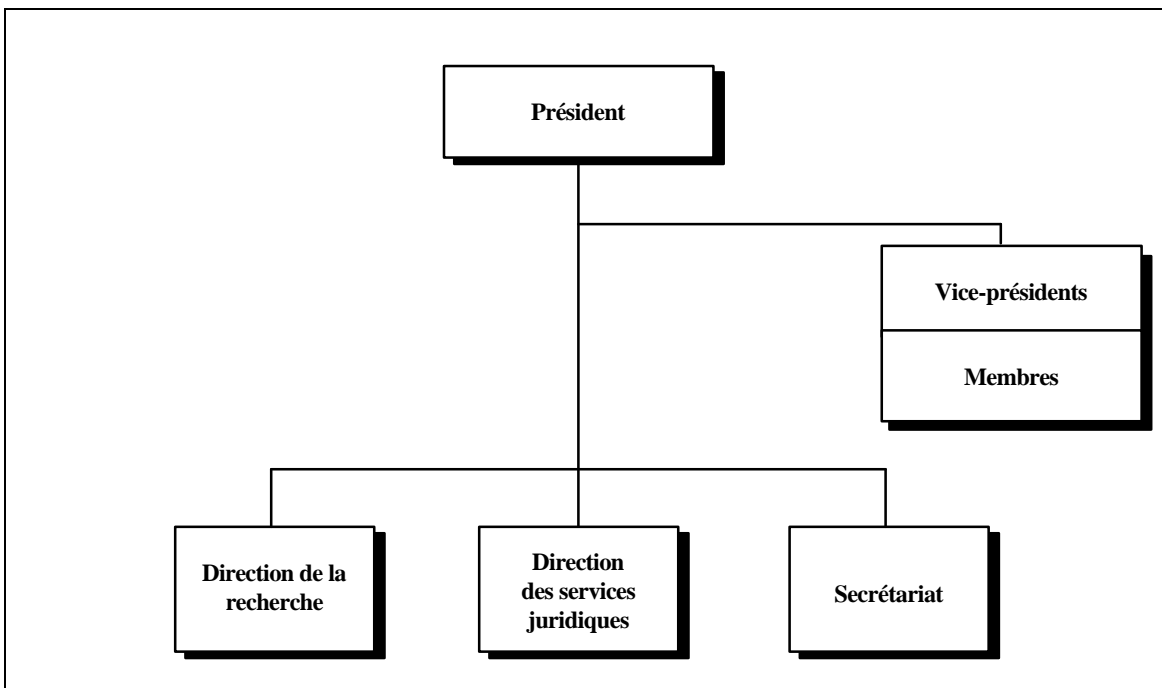 Président
Vice-présidents
Membres
Direction de la
recherche
Direction
des services
juridiques
Secrétariat